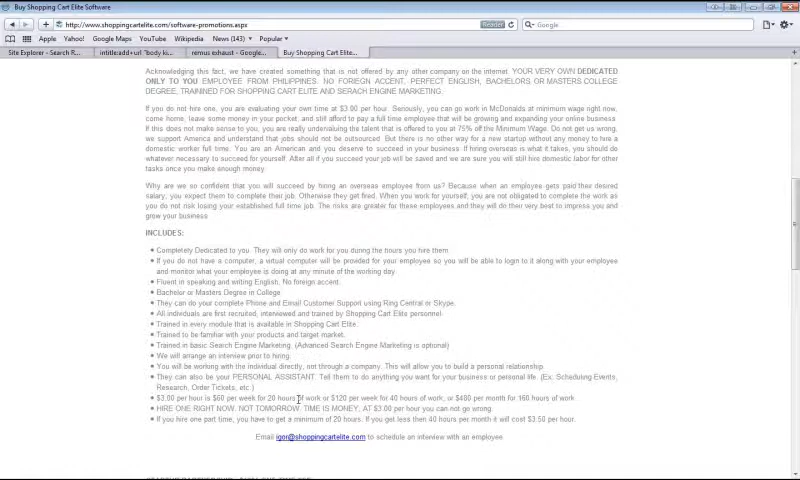 Buy Shopping Cart Elite Software
http://www.shoppingcartelite.com/software-promotions.aspx
Reader
Google
Apple Yahoo! Google Maps YouTube Wikipedia News (143) Popular
Site Explorer - Search R... intitle:add+url "body ki... remus exhaust - Google... Buy Shopping Cart Elite...
Acknowledging this fact, we have created something that is not offered by any other company on the internet. YOUR VERY OWN DEDICATED
ONLY TO YOU EMPLOYEE FROM PHILIPINES. NO FORIEGN ACCENT, PERFECT ENGLISH, BACHELORS OR MASTERS COLLEGE
DEGREE, TRAINNED FOR SHOPPING CART ELITE AND SERACH ENGINE MARKETING.
If you do not hire one, you are evaluating your own time at $3.00 per hour. Seriously, you can go work in McDonalds at minimum wage right now,
come home, leave some money in your pocket, and still afford to pay a full time employee that will be growing and expanding your online business.
If this does not make sense to you, you are really undervaluing the talent that is offered to you at 75% off the Minimum Wage. Do not get us wrong,
we support America and understand that jobs should not be outsourced. But there is no other way for a new startup without any money to hire a
domestic worker full time. You are an American and you deserve to succeed in your business. If hiring overseas is what it takes, you should do
whatever necessary to succeed for yourself. After all if you succeed your job will be saved and we are sure you will still hire domestic labor for other
tasks once you make enough money.
Why are we so confident that you will succeed by hiring an overseas employee from us? Because when an employee gets paid their desired
salary, you expect them to complete their job. Otherwise they get fired. When you work for yourself, you are not obligated to complete the work as
you do not risk losing your established full time job. The risks are greater for these employees and they will do their very best to impress you and
grow your business
INCLUDES:
Completely Dedicated to you. They will only do work for you during the hours you hire them.
If you do not have a computer, a virtual computer will be provided for your employee so you will be able to login to it along with your employee
and monitor what your employee is doing at any minute of the working day
Fluent in speaking and writing English, No foreign accent.
Bachelor or Masters Degree in College
They can do your complete Phone and Email Customer Support using Ring Central or Skype.
All individuals are first recruited, interviewed and trained by Shopping Cart Elite personnel.
Trained in every module that is available in Shopping Cart Elite.
Trained to be familiar with your products and target market.
Trained in basic Search Engine Marketing. (Advanced Search Engine Marketing is optional)
We will arrange an interview prior to hiring.
You will be working with the individual directly, not through a company. This will allow you to build a personal relationship.
They can also be your PERSONAL ASSISTANT. Tell them to do anything you want for your business or personal life. (Ex: Scheduling Events,
Research, Order Tickets, etc.)
$3.00 per hour is $60 per week for 20 hours of work or $120 per week for 40 hours of work, or $480 per month for 160 hours of work.
HIRE ONE RIGHT NOW. NOT TOMORROW. TIME IS MONEY, AT $3.00 per hour you can not go wrong.
If you hire one part time, you have to get a minimum of 20 hours. If you get less then 40 hours per month it will cost $3.50 per hour.
Email igor@shoppingcartelite.com to schedule an interview with an employee